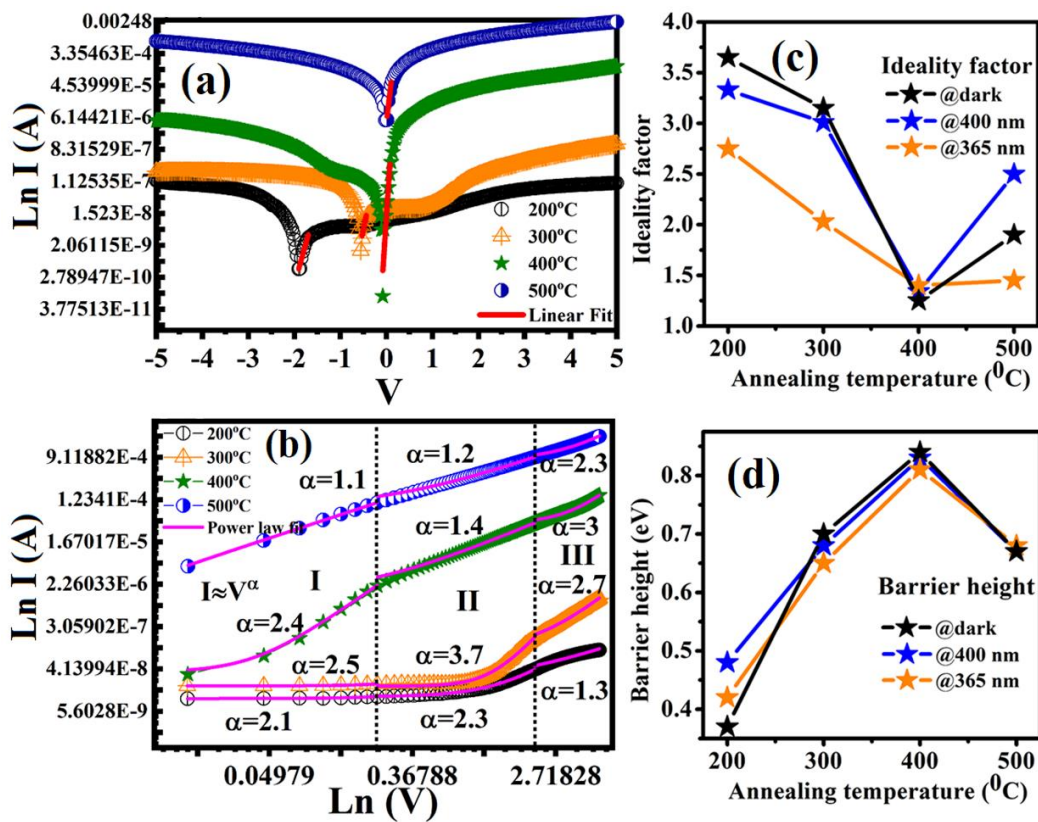 (a)
Ln I (A)
0.00248
3.35463E-4
4.53999E-5
6.14421E-6
8.31529E-7
1.12535E-7
1.523E-8
2.06115E-9
2.78947E-10
3.77513E-11
200°C
300°C
400°C
500°C
Linear Fit
-5 -4 -3 -2 -1 0 1 2 3 4 5
V
(c)
Ideality factor
4.0
3.5
3.0
2.5
2.0
1.5
1.0
Ideality factor
@dark
@400 nm
@365 nm
200 300 400 500
Annealing temperature (⁰C)
(b)
Ln I (A)
9.11882E-4
1.2341E-4
1.67017E-5
2.26033E-6
3.05902E-7
4.13994E-8
5.6028E-9
200°C
300°C
400°C
500°C
Power law fit
α=1.1
α=1.2
α=2.3
α=1.4
α=3
I≈Vᵅ
I
II
III
α=2.4
α=2.7
α=2.5
α=3.7
α=2.1
α=2.3
α=1.3
0.04979 0.36788 2.71828
Ln (V)
(d)
Barrier height (eV)
0.8
0.7
0.6
0.5
0.4
Barrier height
@dark
@400 nm
@365 nm
200 300 400 500
Annealing temperature (⁰C)